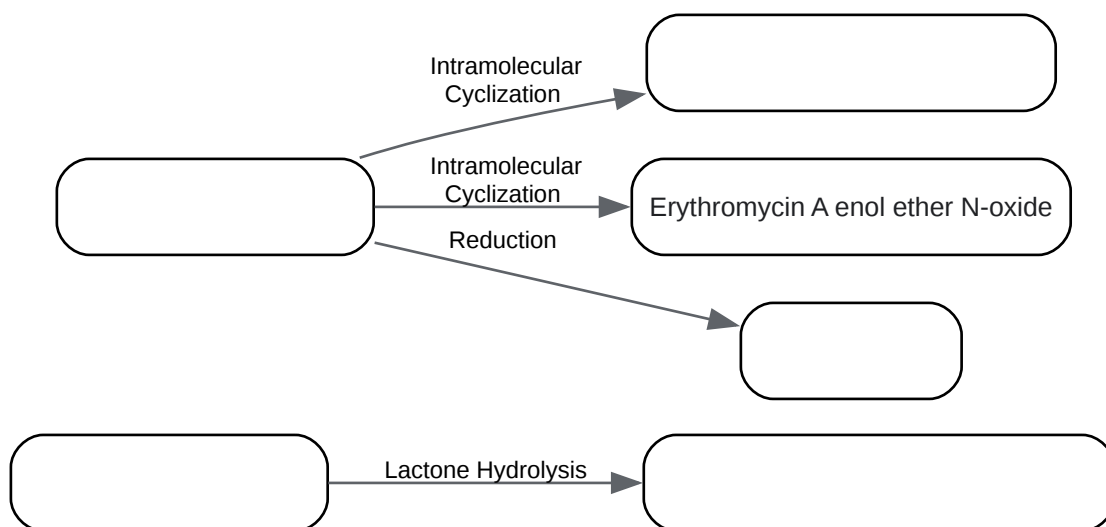 Intramolecular
Cyclization
Intramolecular
Cyclization
Erythromycin A enol ether N-oxide
Reduction
Lactone Hydrolysis